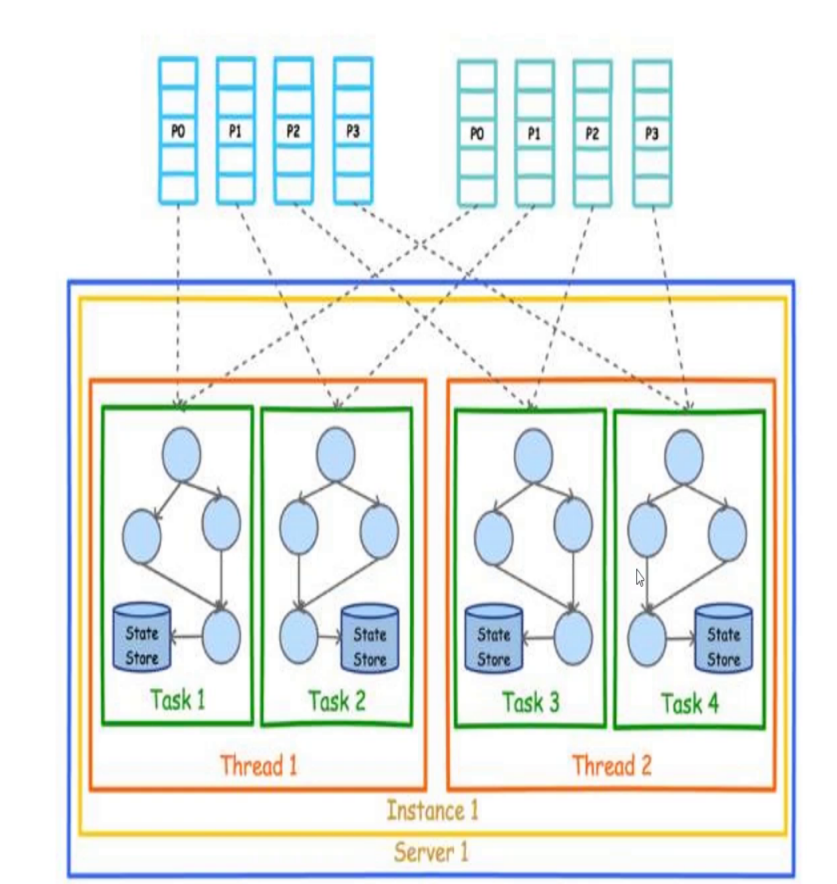 P0 P1 P2 P3 P0 P1 P2 P3
State
Store
State
Store
State
Store
State
Store
Task 1
Task 2
Task 3
Task 4
Thread 1
Thread 2
Instance 1
Server 1